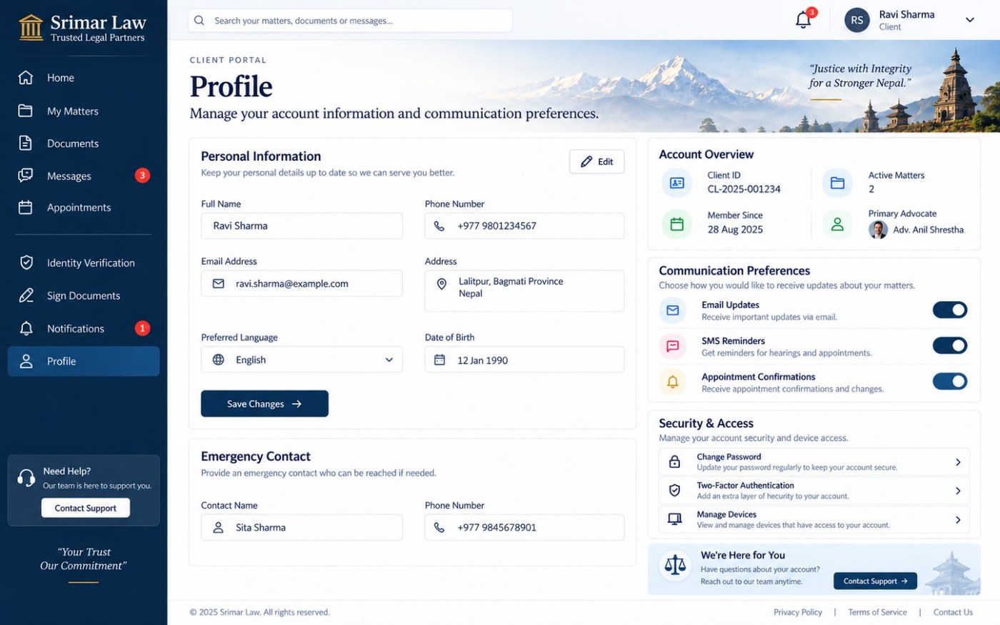 Srimar Law
Trusted Legal Partners
Home
My Matters
Documents
Messages
3
Appointments
Identity Verification
Sign Documents
Notifications
1
Profile
Need Help?
Our team is here to support you.
Contact Support
“Your Trust
Our Commitment”
Search your matters, documents or messages...
3
RS
Ravi Sharma
Client
CLIENT PORTAL
Profile
Manage your account information and communication preferences.
“Justice with Integrity
for a Stronger Nepal.”
Personal Information
Keep your personal details up to date so we can serve you better.
Edit
Full Name
Ravi Sharma
Phone Number
+977 9801234567
Email Address
ravi.sharma@example.com
Address
Lalitpur, Bagmati Province
Nepal
Preferred Language
English
Date of Birth
12 Jan 1990
Save Changes →
Emergency Contact
Provide an emergency contact who can be reached if needed.
Contact Name
Sita Sharma
Phone Number
+977 9845678901
Account Overview
Client ID
CL-2025-001234
Active Matters
2
Member Since
28 Aug 2025
Primary Advocate
Adv. Anil Shrestha
Communication Preferences
Choose how you would like to receive updates about your matters.
Email Updates
Receive important updates via email.
SMS Reminders
Get reminders for hearings and appointments.
Appointment Confirmations
Receive appointment confirmations and changes.
Security & Access
Manage your account security and device access.
Change Password
Update your password regularly to keep your account secure.
Two-Factor Authentication
Add an extra layer of hecurity to your account.
Manage Devices
View and manage devices that have access to your account.
We're Here for You
Have questions about your account?
Reach out to our team anytime.
Contact Support →
© 2025 Srimar Law. All rights reserved.
Privacy Policy | Terms of Service | Contact Us